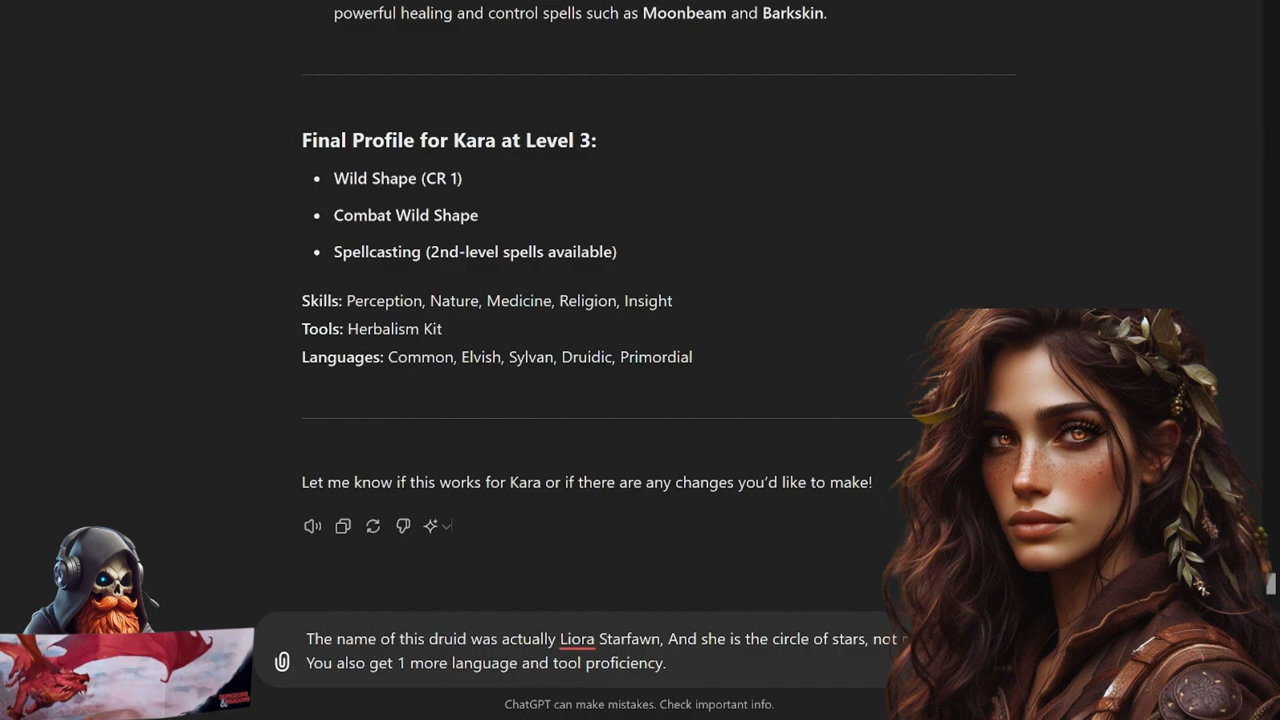 powerful healing and control spells such as Moonbeam and Barkskin.
Final Profile for Kara at Level 3:
• Wild Shape (CR 1)
• Combat Wild Shape
• Spellcasting (2nd-level spells available)
Skills: Perception, Nature, Medicine, Religion, Insight
Tools: Herbalism Kit
Languages: Common, Elvish, Sylvan, Druidic, Primordial
Let me know if this works for Kara or if there are any changes you'd like to make!
The name of this druid was actually Liora Starfawn, And she is the circle of stars, not
You also get 1 more language and tool proficiency.
DUNGEONS
DRAGONS
ChatGPT can make mistakes. Check important info.